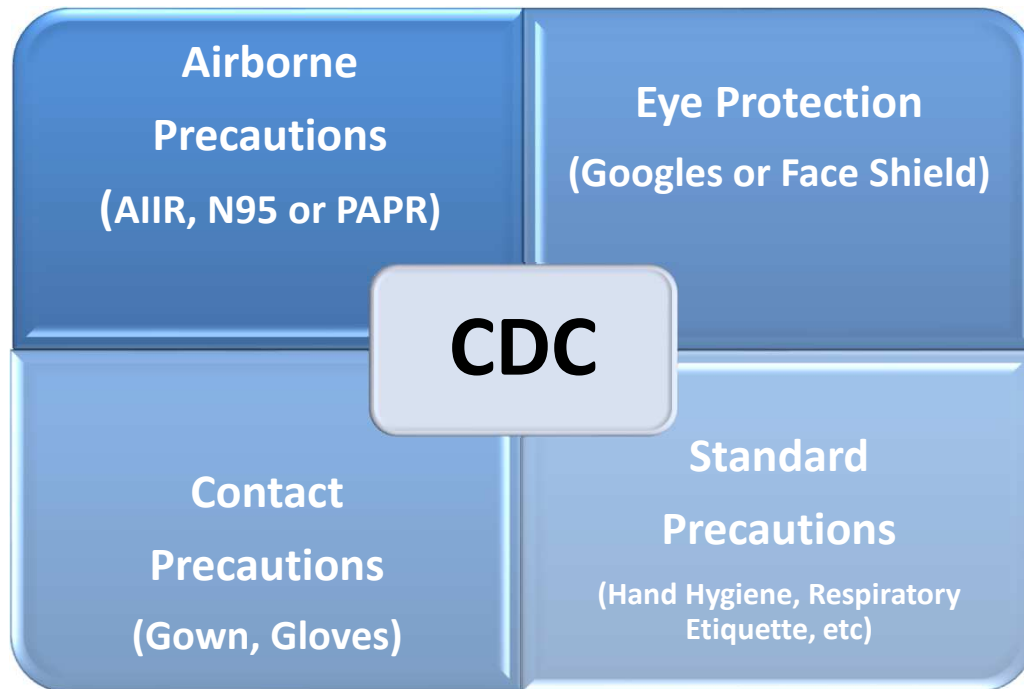 Airborne
Precautions
(AIIR, N95 or PAPR)
Eye Protection
(Googles or Face Shield)
CDC
Contact
Precautions
(Gown, Gloves)
Standard
Precautions
(Hand Hygiene, Respiratory
Etiquette, etc)